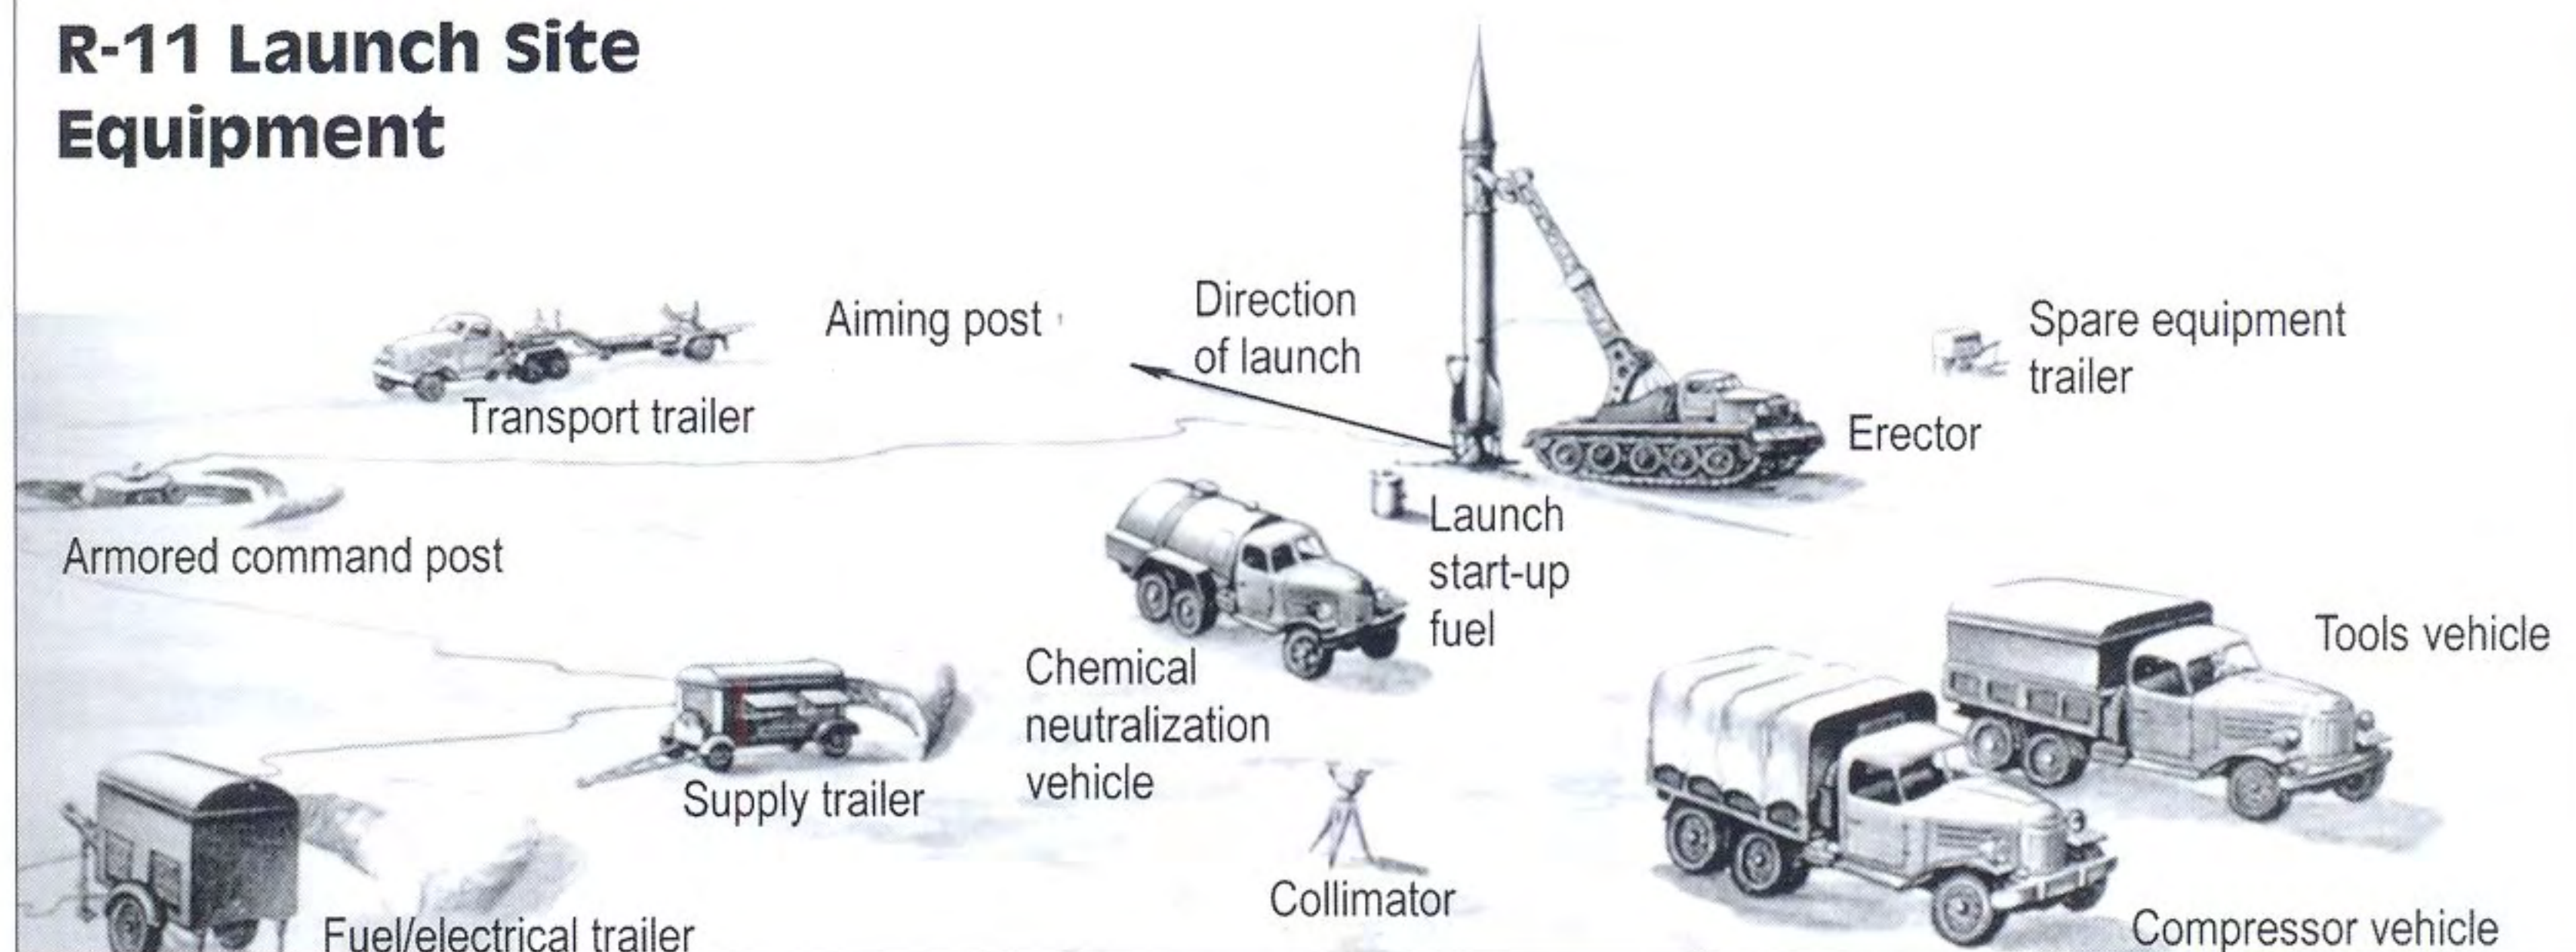 R-11 Launch Site
Equipment
Aiming post
Direction
of launch
Spare equipment
trailer
Transport trailer
Erector
Armored command post
Launch
start-up
fuel
Tools vehicle
Chemical
neutralization
vehicle
Supply trailer
Collimator
Fuel/electrical trailer
Compressor vehicle